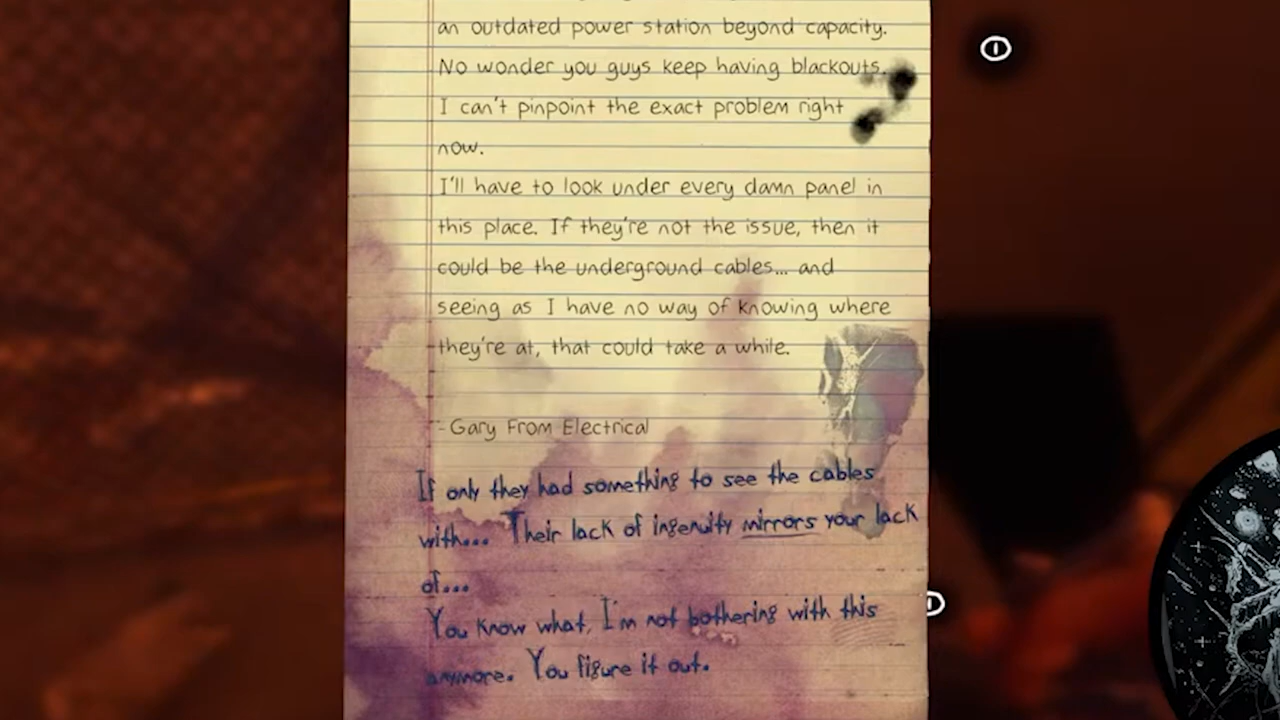 an outdated power station beyond capacity.
No wonder you guys keep having blackouts.
I can't pinpoint the exact problem right
now.
I'll have to look under every damn panel in
this place. If they're not the issue, then it
could be the underground cables... and
seeing as I have no way of knowing where
they're at, that could take a while.
- Gary From Electrical
If only they had something to see the cables
with... Their lack of ingenuity mirrors your lack
of...
You know what, I'm not bothering with this
anymore. You figure it out.